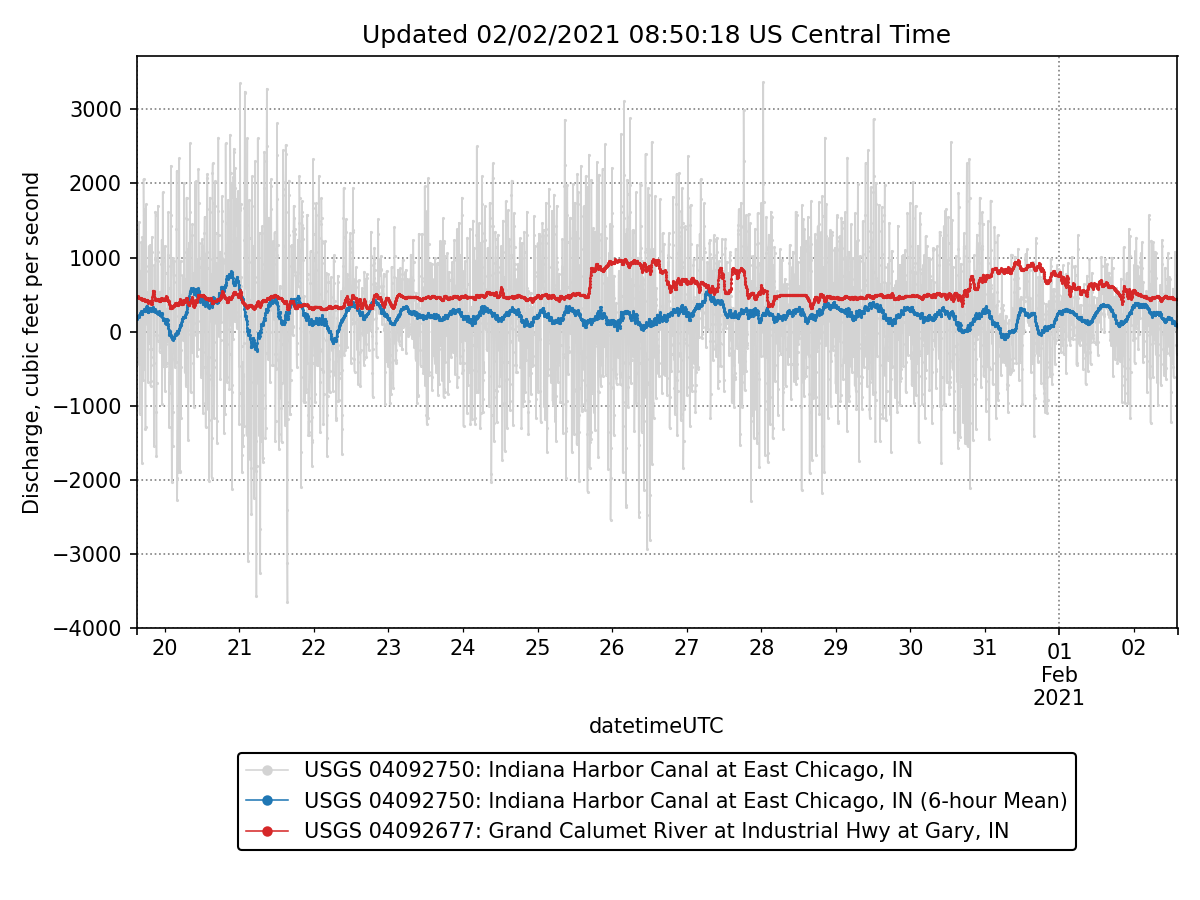 Updated 02/02/2021 08:50:18 US Central Time
Discharge, cubic feet per second
3000
2000
1000
0
−1000
−2000
−3000
−4000
20 21 22 23 24 25 26 27 28 29 30 31 01 02
Feb
2021
datetimeUTC
USGS 04092750: Indiana Harbor Canal at East Chicago, IN
USGS 04092750: Indiana Harbor Canal at East Chicago, IN (6-hour Mean)
USGS 04092677: Grand Calumet River at Industrial Hwy at Gary, IN